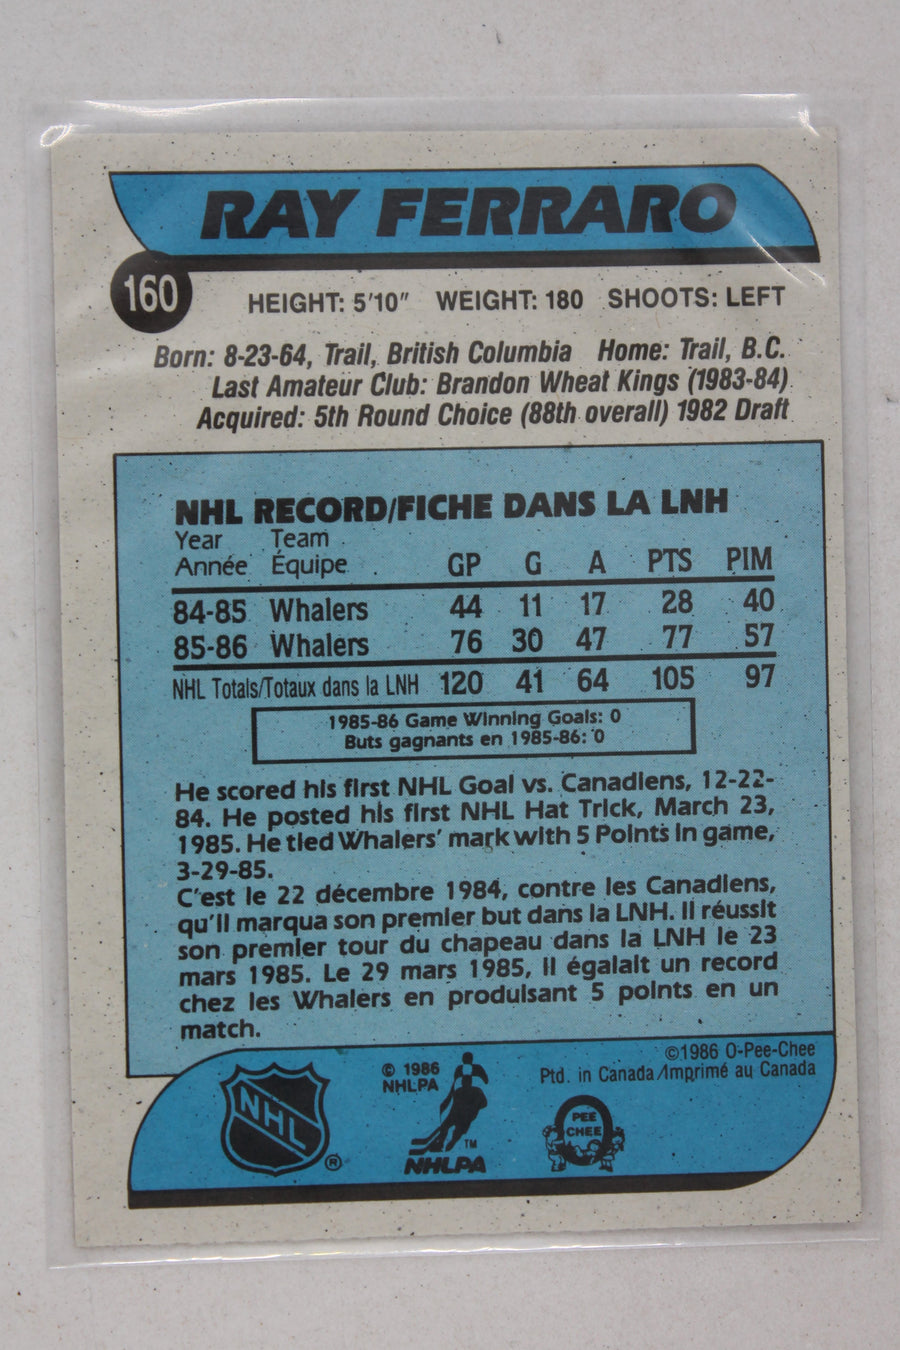 RAY FERRARO
160
HEIGHT: 5'10" WEIGHT: 180 SHOOTS: LEFT
Born: 8-23-64, Trail, British Columbia Home: Trail, B.C.
Last Amateur Club: Brandon Wheat Kings (1983-84)
Acquired: 5th Round Choice (88th overall) 1982 Draft
NHL RECORD/FICHE DANS LA LNH
Year Team
Année Équipe GP G A PTS PIM
84-85 Whalers 44 11 17 28 40
85-86 Whalers 76 30 47 77 57
NHL Totals/Totaux dans la LNH 120 41 64 105 97
1985-86 Game Winning Goals: 0
Buts gagnants en 1985-86: 0
He scored his first NHL Goal vs. Canadiens, 12-22-
84. He posted his first NHL Hat Trick, March 23,
1985. He tied Whalers' mark with 5 Points in game,
3-29-85.
C'est le 22 décembre 1984, contre les Canadiens,
qu'il marqua son premier but dans la LNH. Il réussit
son premier tour du chapeau dans la LNH le 23
mars 1985. Le 29 mars 1985, il égalait un record
chez les Whalers en produisant 5 points en un
match.
©1986 O-Pee-Chee
Ptd. in Canada/Imprimé au Canada
© 1986
NHLPA
NHL
®
TM
NHLPA
O
PEE
CHEE